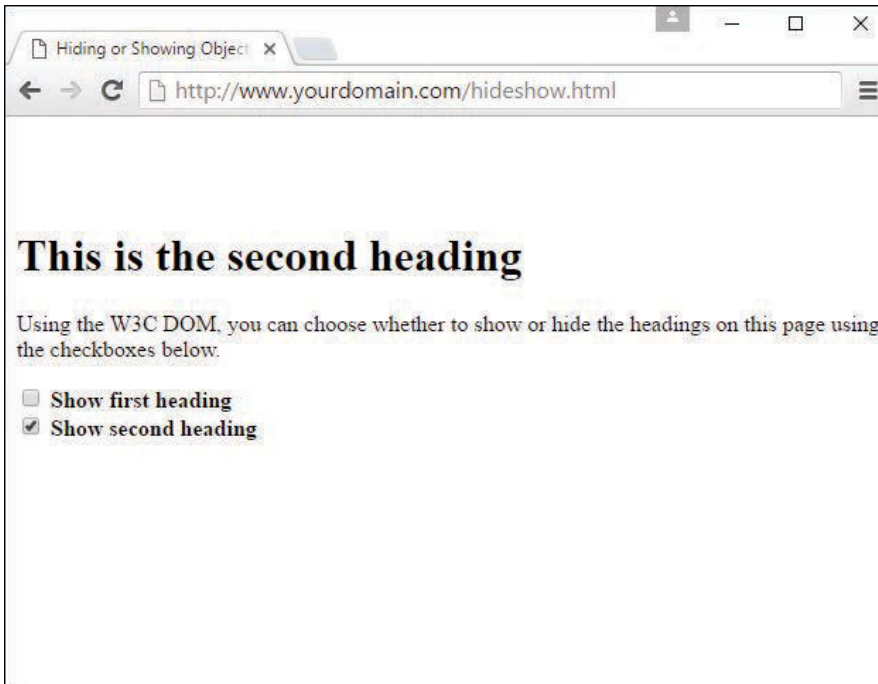 Hiding or Showing Object
http://www.yourdomain.com/hideshow.html
This is the second heading
Using the W3C DOM, you can choose whether to show or hide the headings on this page using
the checkboxes below.
Show first heading
Show second heading